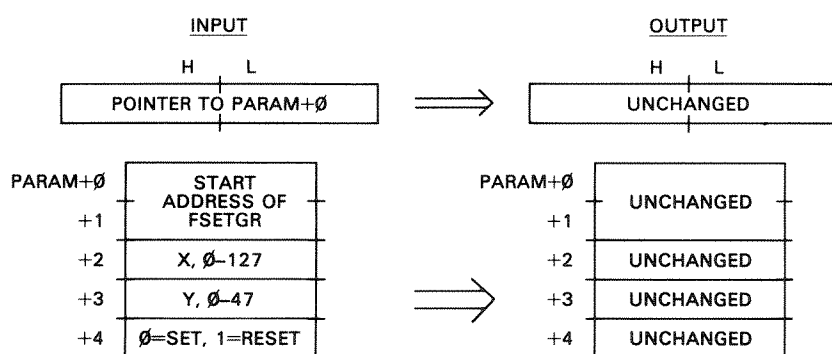 INPUT
OUTPUT
H L
H L
POINTER TO PARAM+Ø
UNCHANGED
PARAM+Ø
START
ADDRESS OF
FSETGR
+1
+2
X, Ø–127
+3
Y, Ø–47
+4
Ø=SET, 1=RESET
PARAM+Ø
UNCHANGED
+1
+2
UNCHANGED
+3
UNCHANGED
+4
UNCHANGED